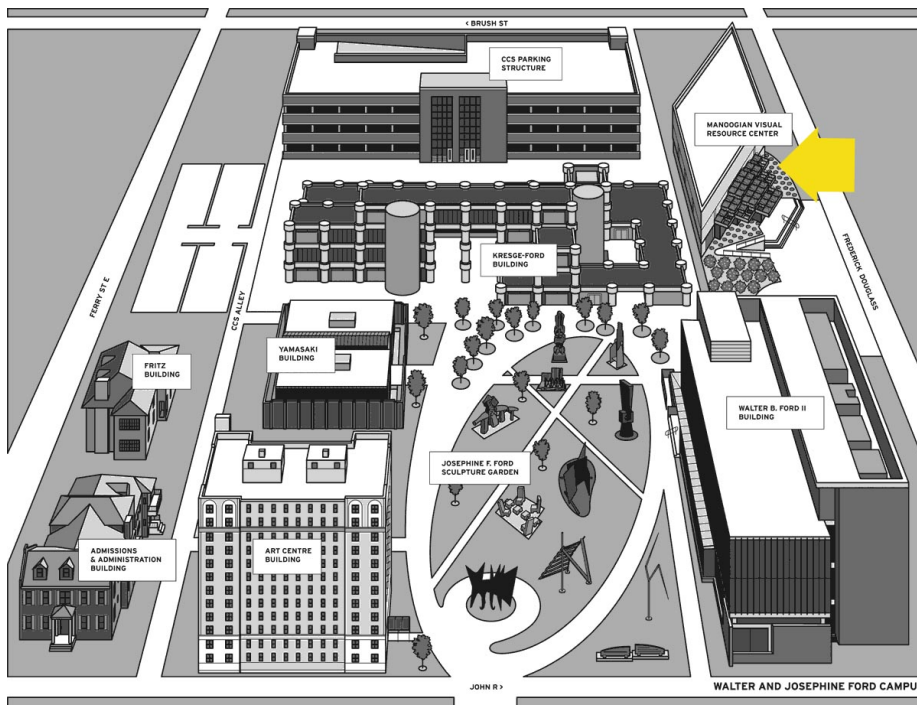 < BRUSH ST
CCS PARKING
STRUCTURE
MANOOGIAN VISUAL
RESOURCE CENTER
KRESGE-FORD
BUILDING
FERRY ST E
CCS ALLEY
FREDERICK DOUGLASS
YAMASAKI
BUILDING
FRITZ
BUILDING
WALTER B. FORD II
BUILDING
JOSEPHINE F. FORD
SCULPTURE GARDEN
ADMISSIONS
& ADMINISTRATION
BUILDING
ART CENTRE
BUILDING
JOHN R >
WALTER AND JOSEPHINE FORD CAMPU